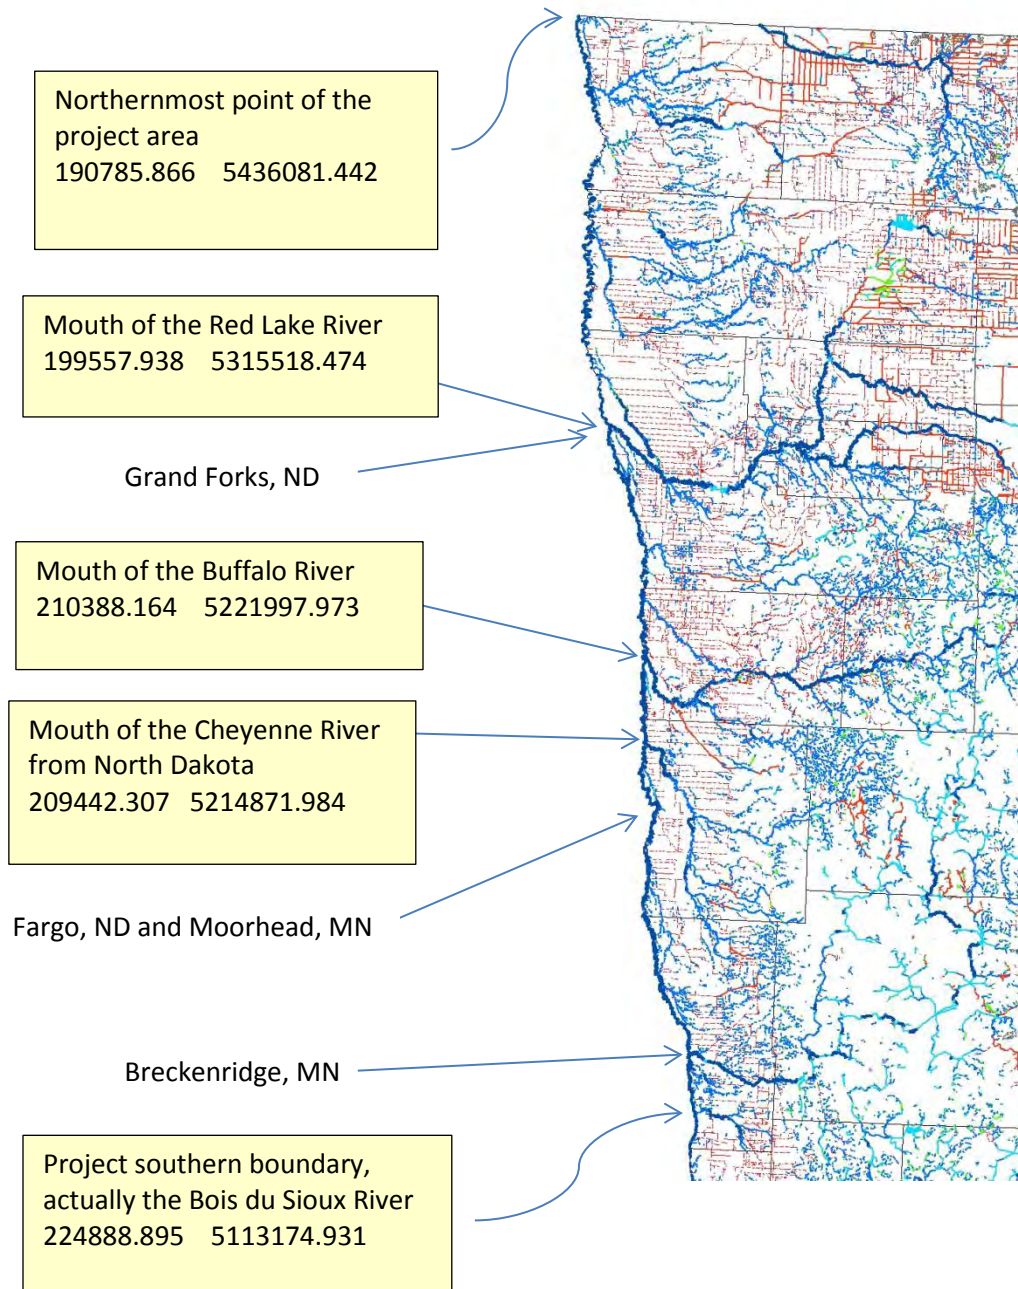 Northernmost point of the
project area
190785.866 5436081.442
Mouth of the Red Lake River
199557.938 5315518.474
Grand Forks, ND
Mouth of the Buffalo River
210388.164 5221997.973
Mouth of the Cheyenne River
from North Dakota
209442.307 5214871.984
Fargo, ND and Moorhead, MN
Breckenridge, MN
Project southern boundary,
actually the Bois du Sioux River
224888.895 5113174.931